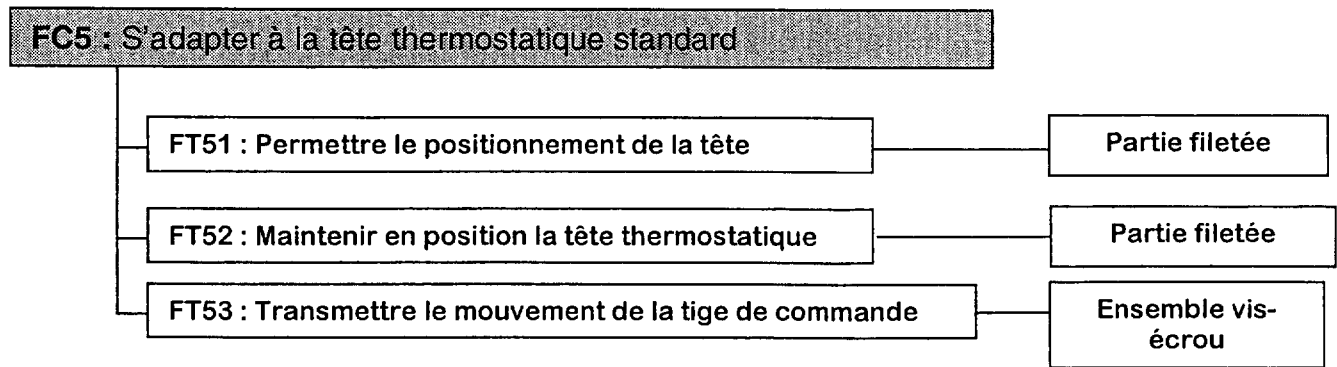 FC5 : S'adapter à la tête thermostatique standard
FT51 : Permettre le positionnement de la tête
Partie filetée
FT52 : Maintenir en position la tête thermostatique
Partie filetée
FT53 : Transmettre le mouvement de la tige de commande
Ensemble vis-
écrou